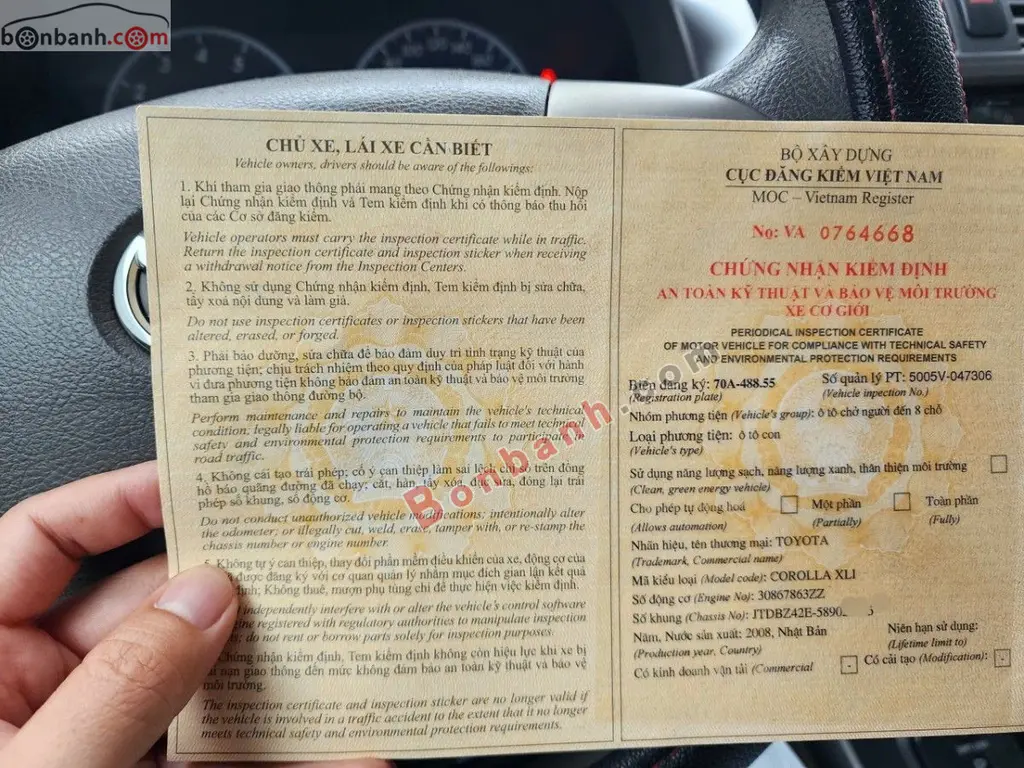 bonbanh.com
CHỦ XE, LÁI XE CẦN BIẾT
Vehicle owners, drivers should be aware of the followings:
1. Khi tham gia giao thông phải mang theo Chứng nhận kiểm định. Nộp
lại Chứng nhận kiểm định và Tem kiểm định khi có thông báo thu hồi
của các Cơ sở đăng kiểm.
Vehicle operators must carry the inspection certificate while in traffic.
Return the inspection certificate and inspection sticker when receiving
a withdrawal notice from the Inspection Centers.
2. Không sử dụng Chứng nhận kiểm định, Tem kiểm định bị sửa chữa,
tẩy xoá nội dung và làm giả.
Do not use inspection certificates or inspection stickers that have been
altered, erased, or forged.
3. Phải bảo dưỡng, sửa chữa để bảo đảm duy trì tình trạng kỹ thuật của
phương tiện; chịu trách nhiệm theo quy định của pháp luật đối với hành
vi đưa phương tiện không bảo đảm an toàn kỹ thuật và bảo vệ môi trường
tham gia giao thông đường bộ.
Perform maintenance and repairs to maintain the vehicle's technical
condition; legally liable for operating a vehicle that fails to meet technical
safety and environmental protection requirements to participate in
road traffic.
4. Không cải tạo trái phép; cố ý can thiệp làm sai lệch chỉ số trên đồng
hồ báo quãng đường đã chạy; cắt, hàn, tẩy xóa, đục sửa, đóng lại trái
phép số khung, số động cơ.
Do not conduct unauthorized vehicle modifications; intentionally alter
the odometer; or illegally cut, weld, erase, tamper with, or re-stamp the
chassis number or engine number.
5. Không tự ý can thiệp, thay đổi phần mềm điều khiển của xe, động cơ của
được đăng ký với cơ quan quản lý nhằm mục đích gian lận kết quả
định; Không thuê, mượn phụ tùng chỉ để thực hiện việc kiểm định.
independently interfere with or alter the vehicle's control software
engine registered with regulatory authorities to manipulate inspection
do not rent or borrow parts solely for inspection purposes.
Chứng nhận kiểm định, Tem kiểm định không còn hiệu lực khi xe bị
tai nạn giao thông đến mức không đảm bảo an toàn kỹ thuật và bảo vệ
môi trường.
The inspection certificate and inspection sticker are no longer valid if
the vehicle is involved in a traffic accident to the extent that it no longer
meets technical safety and environmental protection requirements.
BỘ XÂY DỰNG
CỤC ĐĂNG KIỂM VIỆT NAM
MOC – Vietnam Register
No: VA 0764668
CHỨNG NHẬN KIỂM ĐỊNH
AN TOÀN KỸ THUẬT VÀ BẢO VỆ MÔI TRƯỜNG
XE CƠ GIỚI
PERIODICAL INSPECTION CERTIFICATE
OF MOTOR VEHICLE FOR COMPLIANCE WITH TECHNICAL SAFETY
AND ENVIRONMENTAL PROTECTION REQUIREMENTS
Biển đăng ký: 70A-488.55 Số quản lý PT: 5005V-047306
(Registration plate) (Vehicle inpection No.)
Nhóm phương tiện (Vehicle's group): ô tô chở người đến 8 chỗ
Loại phương tiện: ô tô con
(Vehicle's type)
Sử dụng năng lượng sạch, năng lượng xanh, thân thiện môi trường
(Clean, green energy vehicle)
Cho phép tự động hoá Một phần Toàn phần
(Allows automation) (Partially) (Fully)
Nhãn hiệu, tên thương mại: TOYOTA
(Trademark, Commercial name)
Mã kiểu loại (Model code): COROLLA XLI
Số động cơ (Engine No): 30867863ZZ
Số khung (Chassis No): JTDBZ42E-5890
Năm, Nước sản xuất: 2008, Nhật Bản Niên hạn sử dụng:
(Production year, Country) (Lifetime limit to)
Có kinh doanh vận tải (Commercial - Có cải tạo (Modification): -
Bonbanh.com